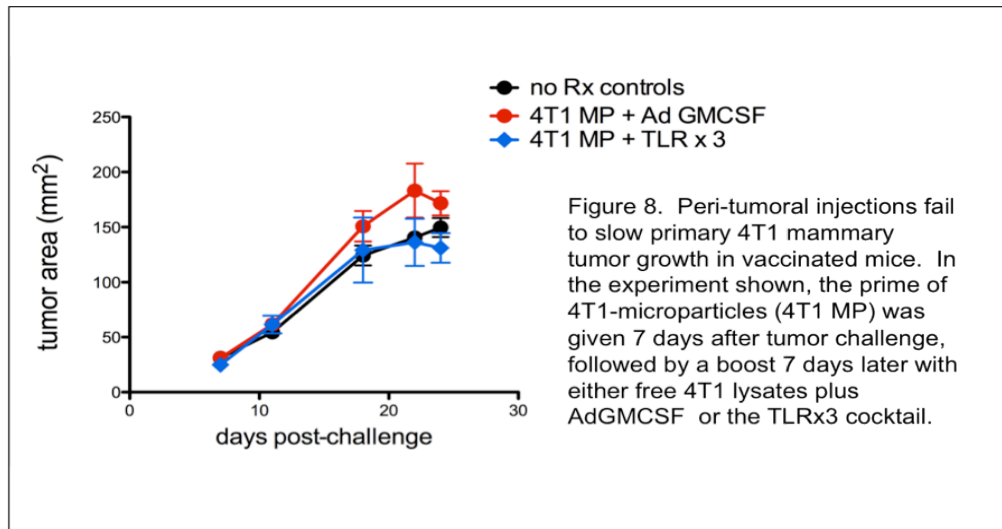 no Rx controls
4T1 MP + Ad GMCSF
4T1 MP + TLR x 3
250
200
150
100
50
0
tumor area (mm²)
0
10
20
30
days post-challenge
Figure 8.  Peri-tumoral injections fail
to slow primary 4T1 mammary
tumor growth in vaccinated mice.  In
the experiment shown, the prime of
4T1-microparticles (4T1 MP) was
given 7 days after tumor challenge,
followed by a boost 7 days later with
either free 4T1 lysates plus
AdGMCSF  or the TLRx3 cocktail.